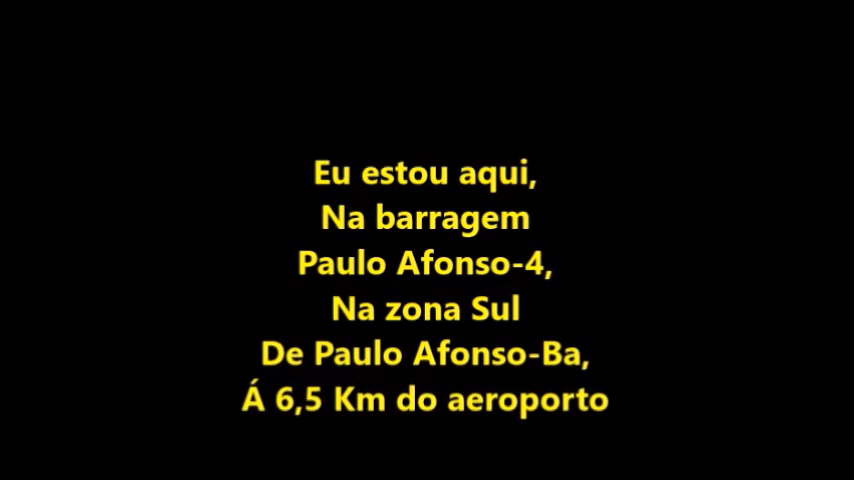 Eu estou aqui,
Na barragem
Paulo Afonso-4,
Na zona Sul
De Paulo Afonso-Ba,
Á 6,5 Km do aeroporto